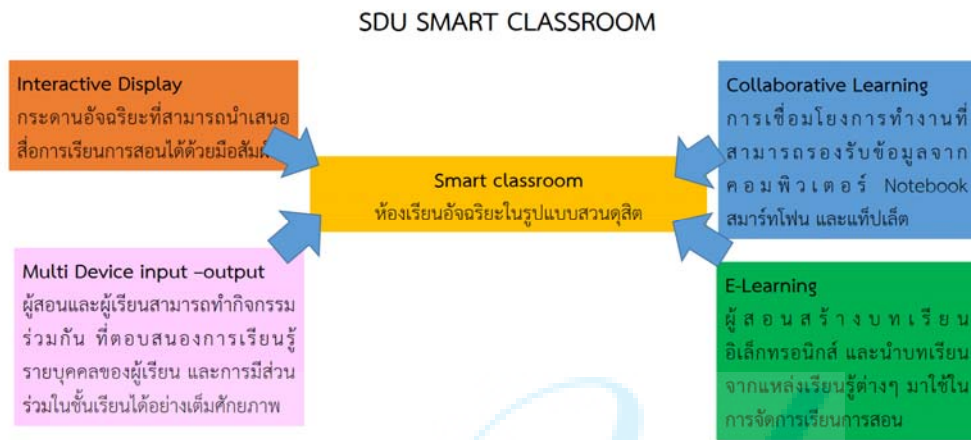 SDU SMART CLASSROOM
Interactive Display
กระดานอัจฉริยะที่สามารถนำเสนอ
สื่อการเรียนการสอนได้ด้วยมือสัมผัส
Multi Device input –output
ผู้สอนและผู้เรียนสามารถทำกิจกรรม
ร่วมกัน ที่ตอบสนองการเรียนรู้
รายบุคคลของผู้เรียน และการมีส่วน
ร่วมในชั้นเรียนได้อย่างเต็มศักยภาพ
Smart classroom
ห้องเรียนอัจฉริยะในรูปแบบสวนดุสิต
Collaborative Learning
การเชื่อมโยงการทำงานที่
สามารถรองรับข้อมูลจาก
คอมพิวเตอร์ Notebook
สมาร์ทโฟน และแท็ปเล็ต
E-Learning
ผู้สอนสร้างบทเรียน
อิเล็กทรอนิกส์ และนำบทเรียน
จากแหล่งเรียนรู้ต่างๆ มาใช้ใน
การจัดการเรียนการสอน